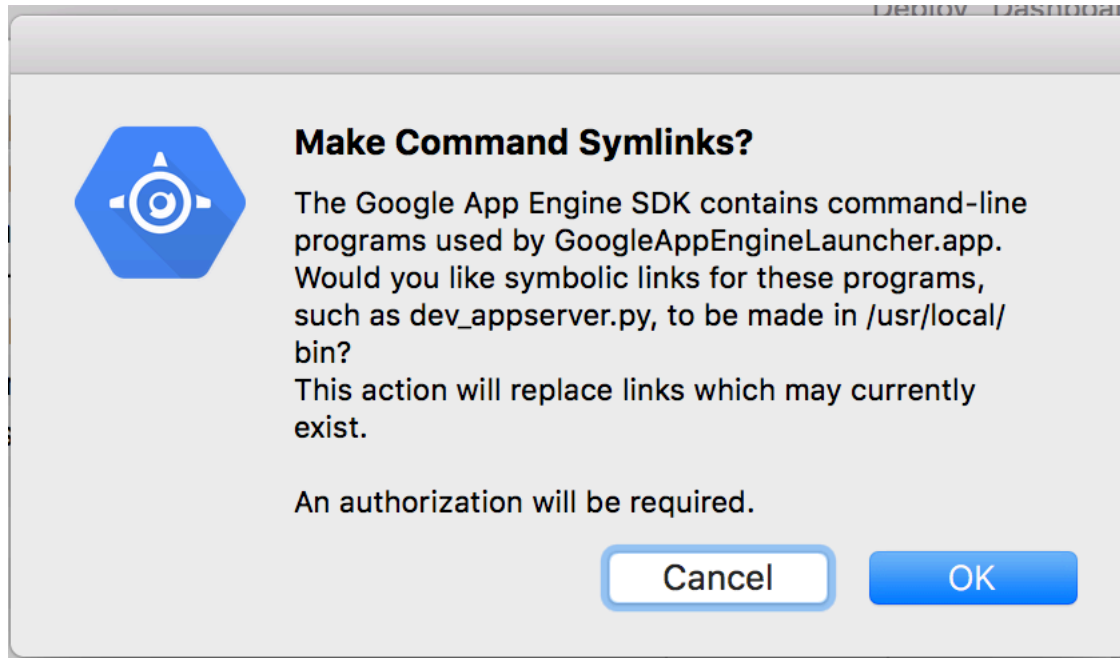 Deploy Dashboar
Make Command Symlinks?
The Google App Engine SDK contains command-line
programs used by GoogleAppEngineLauncher.app.
Would you like symbolic links for these programs,
such as dev_appserver.py, to be made in /usr/local/
bin?
This action will replace links which may currently
exist.
An authorization will be required.
Cancel OK